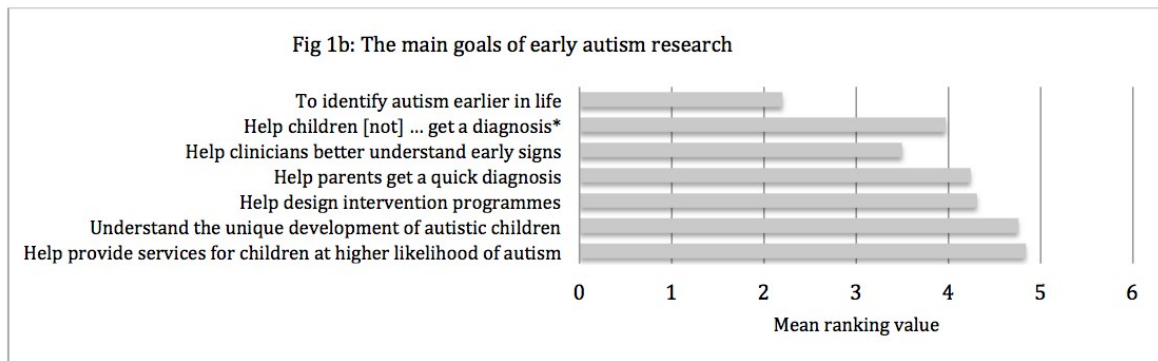 Fig 1b: The main goals of early autism research
To identify autism earlier in life
Help children [not] ... get a diagnosis*
Help clinicians better understand early signs
Help parents get a quick diagnosis
Help design intervention programmes
Understand the unique development of autistic children
Help provide services for children at higher likelihood of autism
0 1 2 3 4 5 6
Mean ranking value